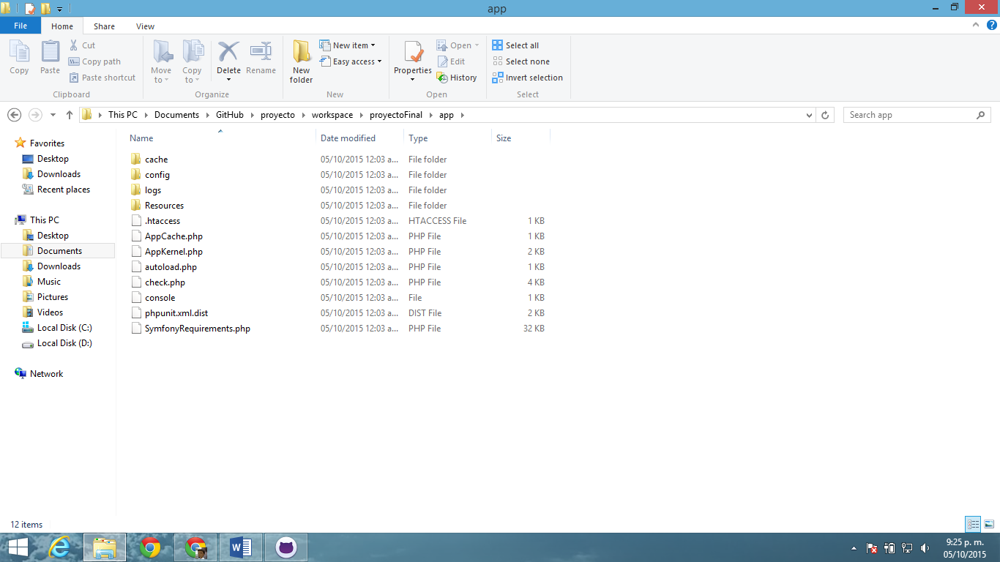 app
File Home Share View
Copy
Paste
Cut
Copy path
Paste shortcut
Clipboard
Move to
Copy to
Delete
Rename
Organize
New folder
New item
Easy access
New
Properties
Open
Edit
History
Open
Select all
Select none
Invert selection
Select
This PC Documents GitHub proyecto workspace proyectoFinal app
Search app
Favorites
Desktop
Downloads
Recent places
This PC
Desktop
Documents
Downloads
Music
Pictures
Videos
Local Disk (C:)
Local Disk (D:)
Network
Name Date modified Type Size
cache 05/10/2015 12:03 a... File folder
config 05/10/2015 12:03 a... File folder
logs 05/10/2015 12:03 a... File folder
Resources 05/10/2015 12:03 a... File folder
.htaccess 05/10/2015 12:03 a... HTACCESS File 1 KB
AppCache.php 05/10/2015 12:03 a... PHP File 1 KB
AppKernel.php 05/10/2015 12:03 a... PHP File 2 KB
autoload.php 05/10/2015 12:03 a... PHP File 1 KB
check.php 05/10/2015 12:03 a... PHP File 4 KB
console 05/10/2015 12:03 a... File 1 KB
phpunit.xml.dist 05/10/2015 12:03 a... DIST File 2 KB
SymfonyRequirements.php 05/10/2015 12:03 a... PHP File 32 KB
12 items
9:25 p. m.
05/10/2015